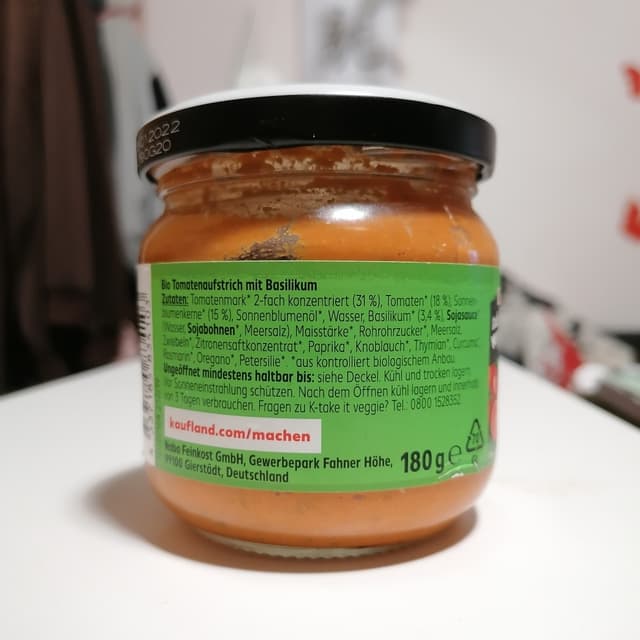 .2022
0G20
Bio Tomatenaufstrich mit Basilikum
Zutaten: Tomatenmark* 2-fach konzentriert (31 %), Tomaten* (18 %), Sonnen-
blumenkerne* (15 %), Sonnenblumenöl*, Wasser, Basilikum* (3,4 %), Sojasauce*
(Wasser, Sojabohnen*, Meersalz), Maisstärke*, Rohrohrzucker*, Meersalz,
Zwiebeln*, Zitronensaftkonzentrat*, Paprika*, Knoblauch*, Thymian*, Curcuma*,
Rosmarin*, Oregano*, Petersilie*. *aus kontrolliert biologischem Anbau.
Ungeöffnet mindestens haltbar bis: siehe Deckel. Kühl und trocken lagern,
vor Sonneneinstrahlung schützen. Nach dem Öffnen kühl lagern und innerhalb
von 3 Tagen verbrauchen. Fragen zu K-take it veggie? Tel.: 0800 1528352
kaufland.com/machen
Naba Feinkost GmbH, Gewerbepark Fahner Höhe,
99100 Gierstädt, Deutschland
180 g e